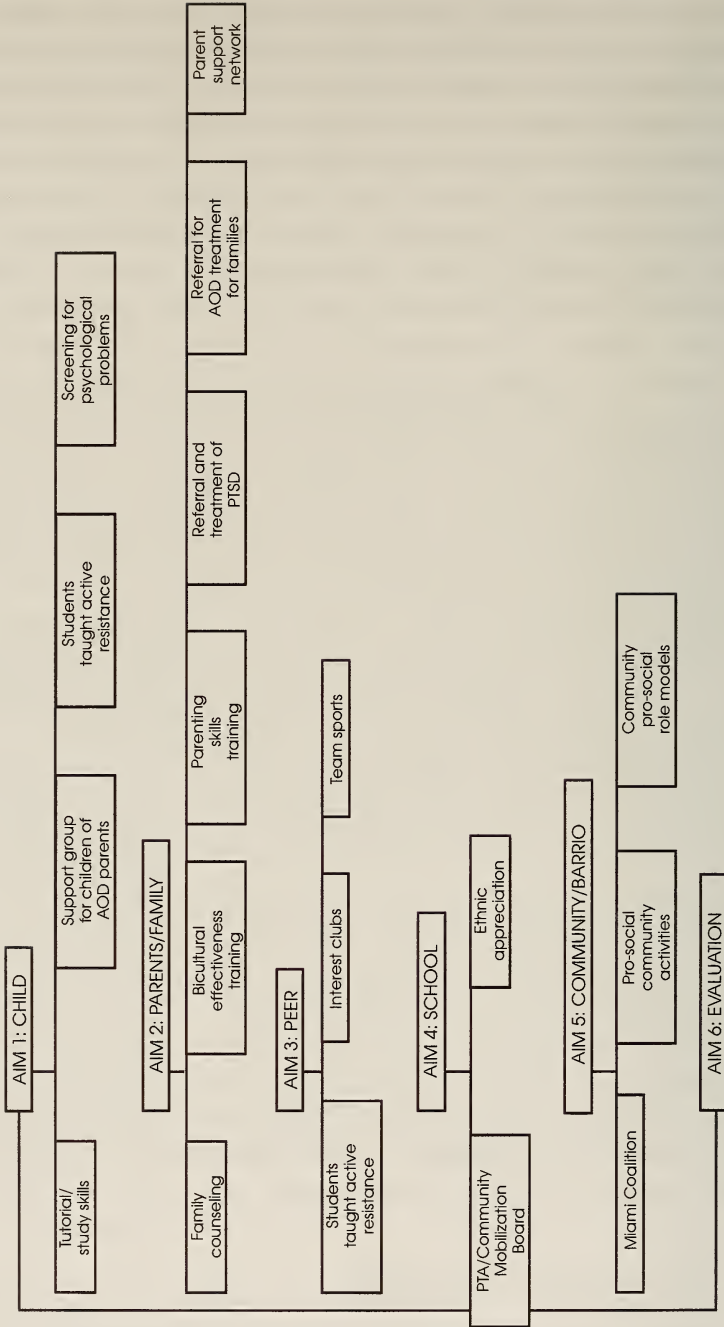 AIM 1: CHILD
Tutorial/
study skills
Support group
for children of
AOD parents
Students
taught active
resistance
Screening for
psychological
problems
AIM 2: PARENTS/FAMILY
Family
counseling
Bicultural
effectiveness
training
Parenting
skills
training
Referral and
treatment of
PTSD
Referral for
AOD treatment
for families
Parent
support
network
AIM 3: PEER
Students
taught active
resistance
Interest clubs
Team sports
AIM 4: SCHOOL
PTA/Community
Mobilization
Board
Ethnic
appreciation
AIM 5: COMMUNITY/BARRIO
Miami Coalition
Pro-social
community
activities
Community
pro-social
role models
AIM 6: EVALUATION